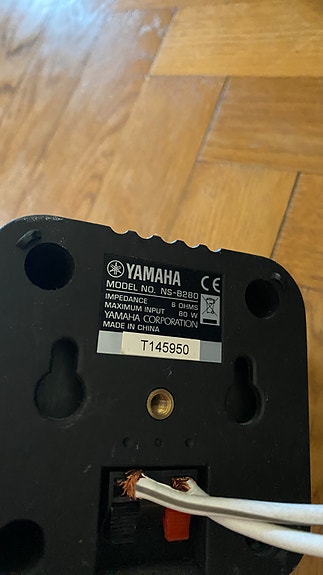 YAMAHA CE
MODEL NO. NS-B280
IMPEDANCE 6 OHMS
MAXIMUM INPUT 80 W
YAMAHA CORPORATION
MADE IN CHINA
T145950